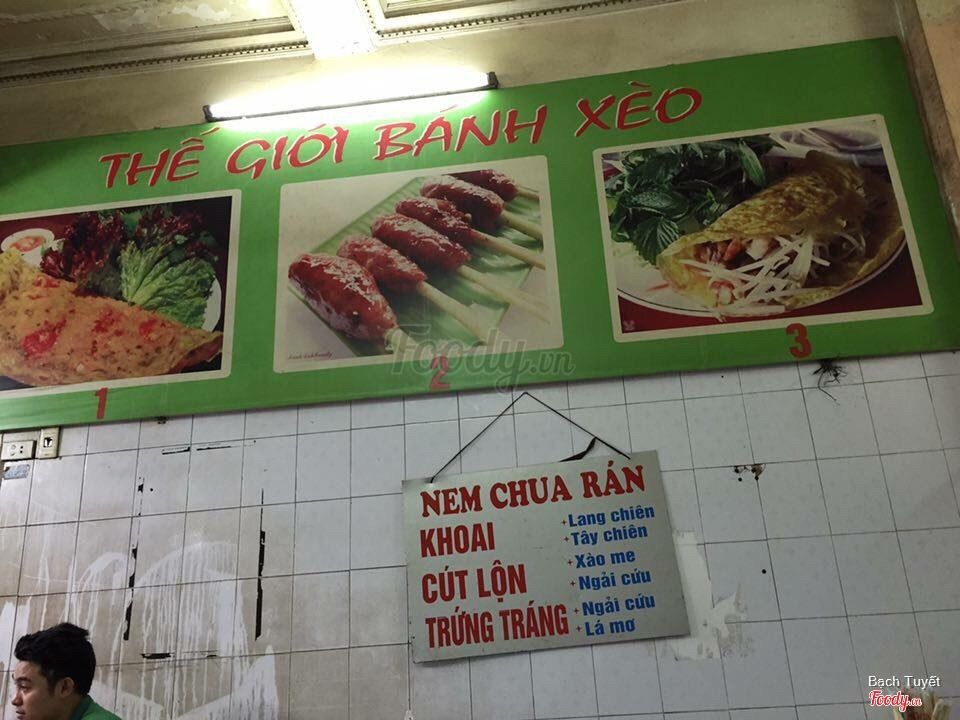 THẾ GIỚI BÁNH XÈO
1
2
3
Foody.vn
NEM CHUA RÁN
KHOAI
+ Lang chiên
+ Tây chiên
CÚT LỘN
+ Xào me
+ Ngải cứu
TRỨNG TRÁNG
+ Ngải cứu
+ Lá mơ
Bạch Tuyết
Foody.vn